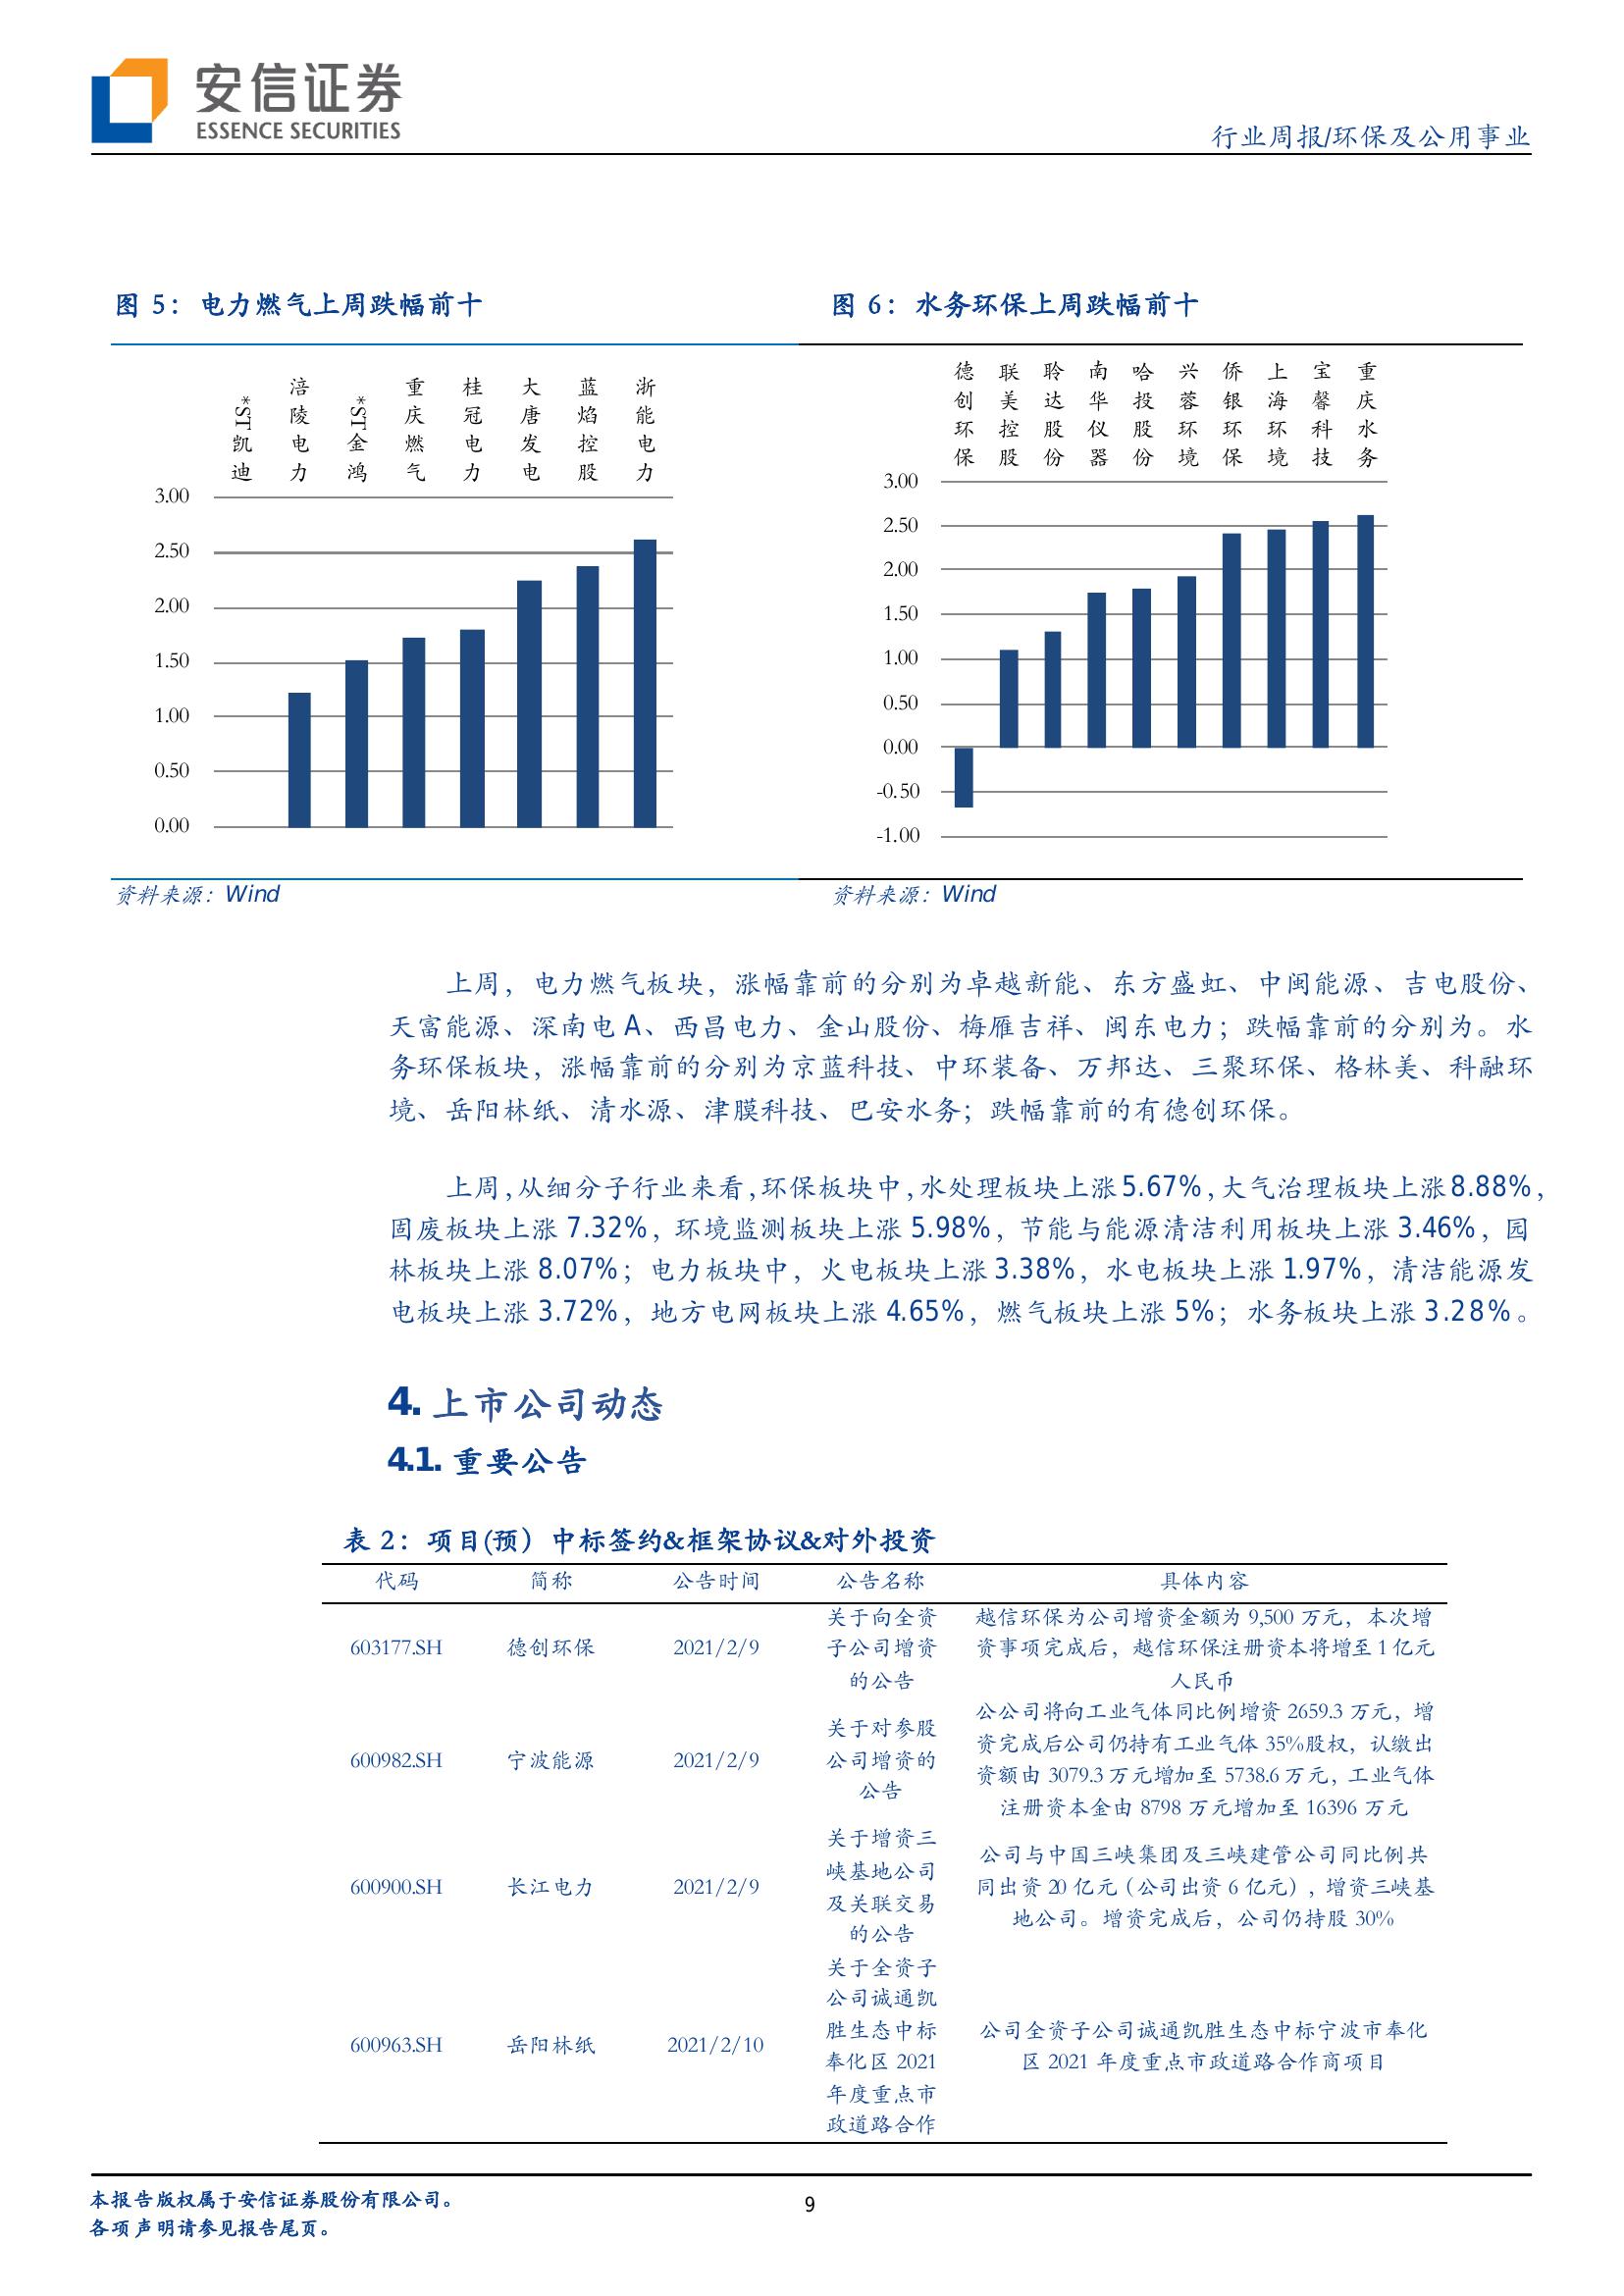 安信证券
ESSENCE SECURITIES
行业周报/环保及公用事业
图 5：电力燃气上周跌幅前十
*ST凯迪
涪陵电力
*ST金鸿
重庆燃气
桂冠电力
大唐发电
蓝焰控股
浙能电力
3.00
2.50
2.00
1.50
1.00
0.50
0.00
资料来源：Wind
图 6：水务环保上周跌幅前十
德创环保
联美控股
聆达股份
南华仪器
哈投股份
兴蓉环境
侨银环保
上海环境
宝馨科技
重庆水务
3.00
2.50
2.00
1.50
1.00
0.50
0.00
-0.50
-1.00
资料来源：Wind
上周，电力燃气板块，涨幅靠前的分别为卓越新能、东方盛虹、中闽能源、吉电股份、
天富能源、深南电 A、西昌电力、金山股份、梅雁吉祥、闽东电力；跌幅靠前的分别为。水
务环保板块，涨幅靠前的分别为京蓝科技、中环装备、万邦达、三聚环保、格林美、科融环
境、岳阳林纸、清水源、津膜科技、巴安水务；跌幅靠前的有德创环保。
上周，从细分子行业来看，环保板块中，水处理板块上涨 5.67%，大气治理板块上涨 8.88%，
固废板块上涨 7.32%，环境监测板块上涨 5.98%，节能与能源清洁利用板块上涨 3.46%，园
林板块上涨 8.07%；电力板块中，火电板块上涨 3.38%，水电板块上涨 1.97%，清洁能源发
电板块上涨 3.72%，地方电网板块上涨 4.65%，燃气板块上涨 5%；水务板块上涨 3.28%。
4. 上市公司动态
4.1. 重要公告
表 2：项目(预）中标签约&框架协议&对外投资
代码 简称 公告时间 公告名称 具体内容
603177.SH 德创环保 2021/2/9
关于向全资
子公司增资
的公告
越信环保为公司增资金额为 9,500 万元，本次增
资事项完成后，越信环保注册资本将增至 1 亿元
人民币
600982.SH 宁波能源 2021/2/9
关于对参股
公司增资的
公告
公公司将向工业气体同比例增资 2659.3 万元，增
资完成后公司仍持有工业气体 35%股权，认缴出
资额由 3079.3 万元增加至 5738.6 万元，工业气体
注册资本金由 8798 万元增加至 16396 万元
600900.SH 长江电力 2021/2/9
关于增资三
峡基地公司
及关联交易
的公告
公司与中国三峡集团及三峡建管公司同比例共
同出资 20 亿元（公司出资 6 亿元），增资三峡基
地公司。增资完成后，公司仍持股 30%
600963.SH 岳阳林纸 2021/2/10
关于全资子
公司诚通凯
胜生态中标
奉化区 2021
年度重点市
政道路合作
公司全资子公司诚通凯胜生态中标宁波市奉化
区 2021 年度重点市政道路合作商项目
本报告版权属于安信证券股份有限公司。
各项声明请参见报告尾页。
9